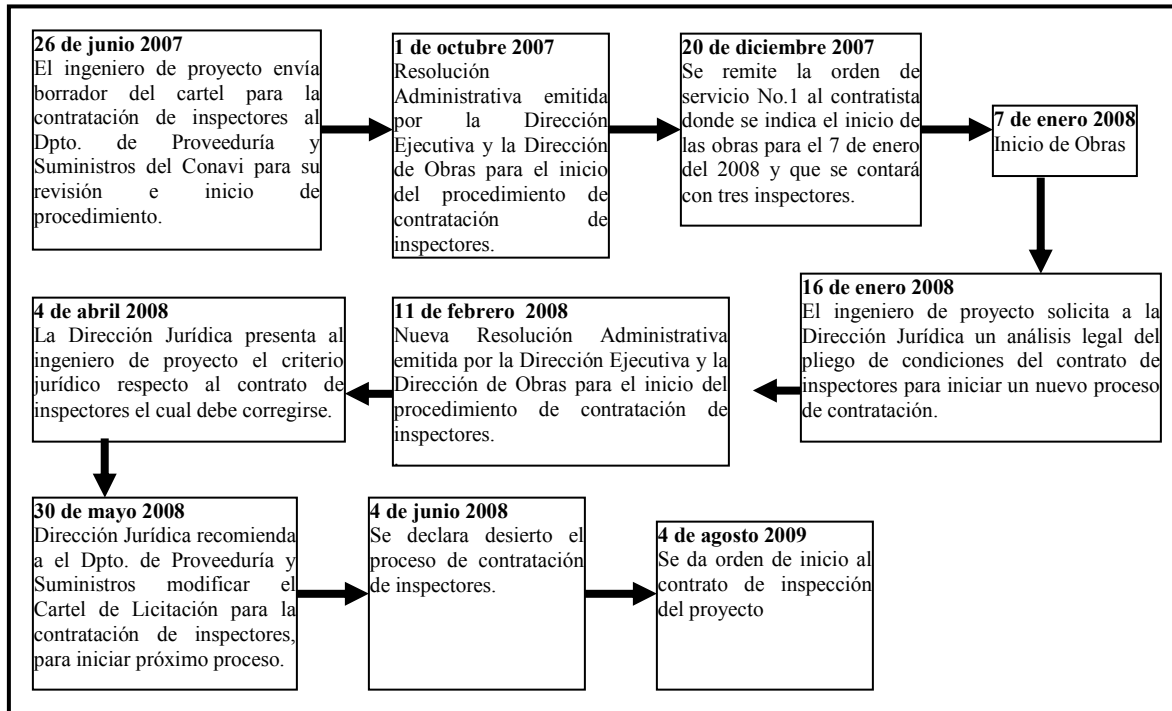 26 de junio 2007
El ingeniero de proyecto envía
borrador del cartel para la
contratación de inspectores al
Dpto. de Proveeduría y
Suministros del Conavi para su
revisión e inicio de
procedimiento.
1 de octubre 2007
Resolución
Administrativa emitida
por la Dirección
Ejecutiva y la Dirección
de Obras para el inicio
del procedimiento de
contratación de
inspectores.
20 de diciembre 2007
Se remite la orden de
servicio No.1 al contratista
donde se indica el inicio de
las obras para el 7 de enero
del 2008 y que se contará
con tres inspectores.
7 de enero 2008
Inicio de Obras
16 de enero 2008
El ingeniero de proyecto solicita a la
Dirección Jurídica un análisis legal del
pliego de condiciones del contrato de
inspectores para iniciar un nuevo proceso
de contratación.
11 de febrero 2008
Nueva Resolución Administrativa
emitida por la Dirección Ejecutiva y la
Dirección de Obras para el inicio del
procedimiento de contratación de
inspectores.
.
4 de abril 2008
La Dirección Jurídica presenta al
ingeniero de proyecto el criterio
jurídico respecto al contrato de
inspectores el cual debe corregirse.
30 de mayo 2008
Dirección Jurídica recomienda
a el Dpto. de Proveeduría y
Suministros modificar el
Cartel de Licitación para la
contratación de inspectores,
para iniciar próximo proceso.
4 de junio 2008
Se declara desierto el
proceso de contratación
de inspectores.
4 de agosto 2009
Se da orden de inicio al
contrato de inspección
del proyecto